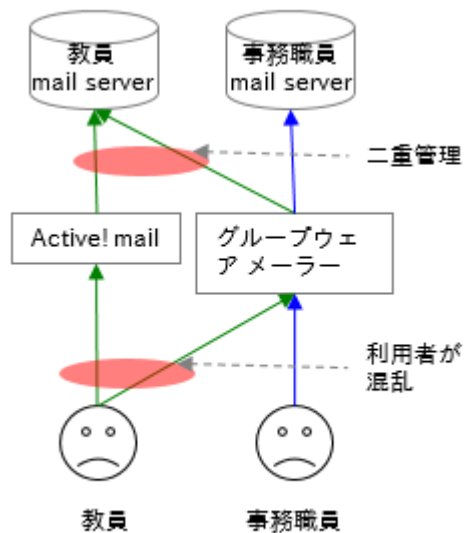 教員
mail server
事務職員
mail server
二重管理
Active! mail
グループウェ
ア メーラー
利用者が
混乱
教員
事務職員